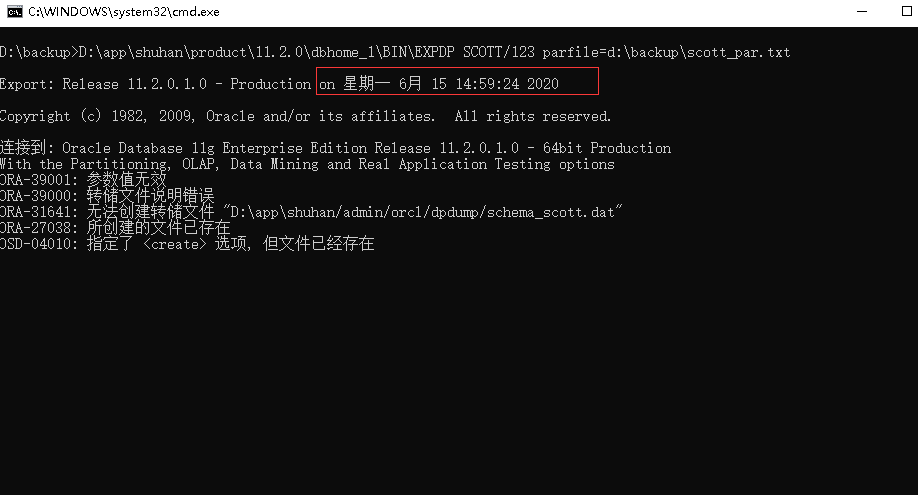 C:\WINDOWS\system32\cmd.exe
D:\backup>D:\app\shuhan\product\11.2.0\dbhome_1\BIN\EXPDP SCOTT/123 parfile=d:\backup\scott_par.txt
Export: Release 11.2.0.1.0 - Production on 星期一 6月 15 14:59:24 2020
Copyright (c) 1982, 2009, Oracle and/or its affiliates.  All rights reserved.
连接到: Oracle Database 11g Enterprise Edition Release 11.2.0.1.0 - 64bit Production
With the Partitioning, OLAP, Data Mining and Real Application Testing options
ORA-39001: 参数值无效
ORA-39000: 转储文件说明错误
ORA-31641: 无法创建转储文件 "D:\app\shuhan/admin/orcl/dpdump/schema_scott.dat"
ORA-27038: 所创建的文件已存在
OSD-04010: 指定了 <create> 选项, 但文件已经存在